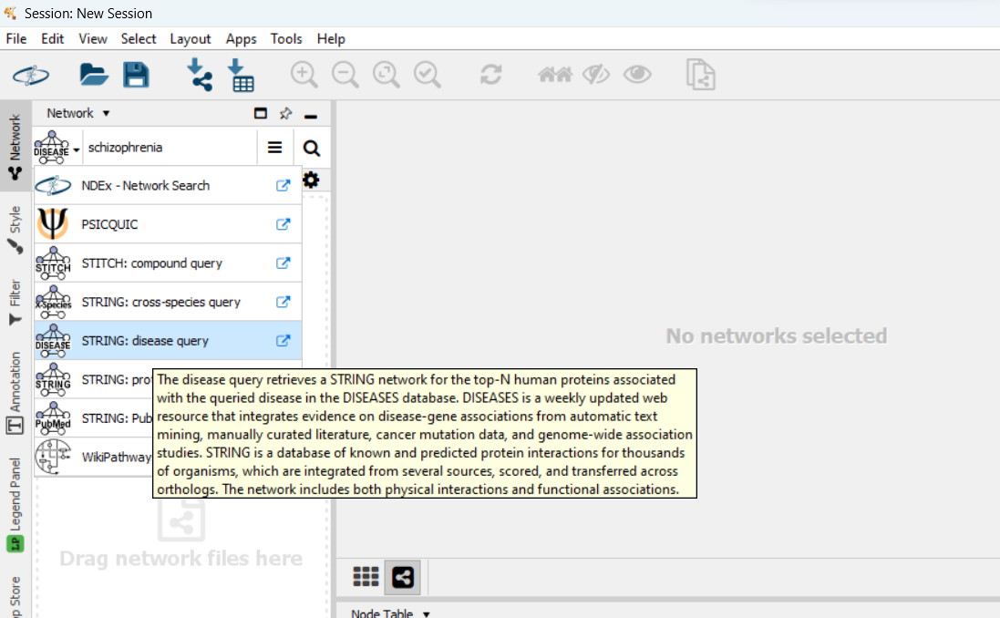 Session: New Session
File Edit View Select Layout Apps Tools Help
Network
Network
Style
Filter
Annotation
Legend Panel
p Store
DISEASE schizophrenia
NDEx - Network Search
PSICQUIC
STITCH STITCH: compound query
X-Species STRING: cross-species query
DISEASE STRING: disease query
STRING STRING: pro
PubMed STRING: Pub
WikiPathway
The disease query retrieves a STRING network for the top-N human proteins associated
with the queried disease in the DISEASES database. DISEASES is a weekly updated web
resource that integrates evidence on disease-gene associations from automatic text
mining, manually curated literature, cancer mutation data, and genome-wide association
studies. STRING is a database of known and predicted protein interactions for thousands
of organisms, which are integrated from several sources, scored, and transferred across
orthologs. The network includes both physical interactions and functional associations.
Drag network files here
No networks selected
Node Table
T
LP